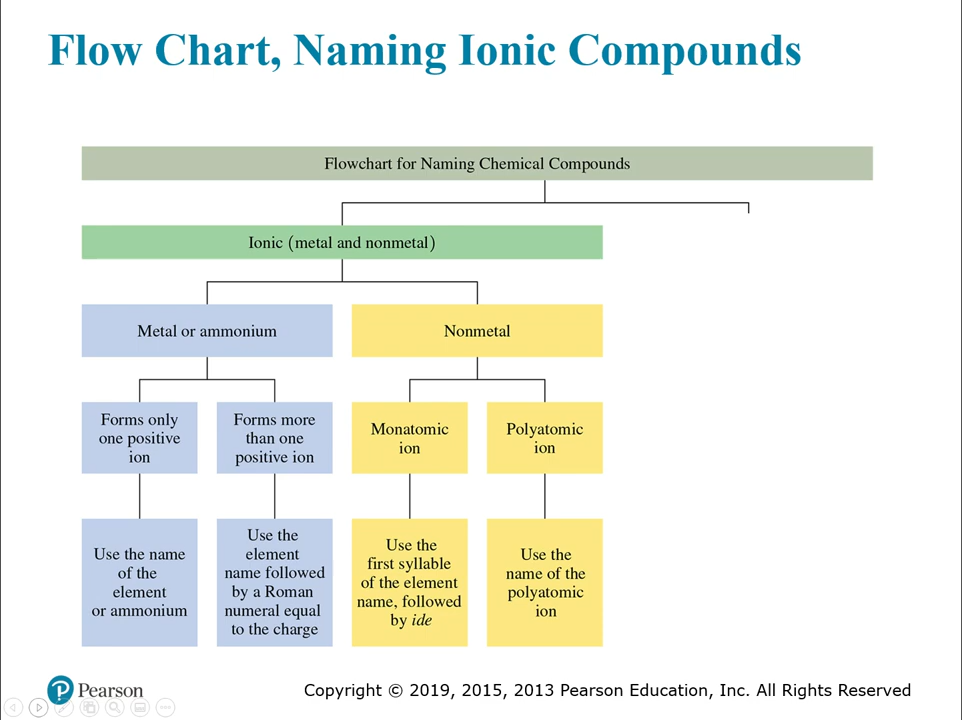 Flow Chart, Naming Ionic Compounds
Flowchart for Naming Chemical Compounds
Ionic (metal and nonmetal)
Metal or ammonium
Nonmetal
Forms only
one positive
ion
Forms more
than one
positive ion
Monatomic
ion
Polyatomic
ion
Use the name
of the
element
or ammonium
Use the
element
name followed
by a Roman
numeral equal
to the charge
Use the
first syllable
of the element
name, followed
by ide
Use the
name of the
polyatomic
ion
P Pearson
Copyright © 2019, 2015, 2013 Pearson Education, Inc. All Rights Reserved